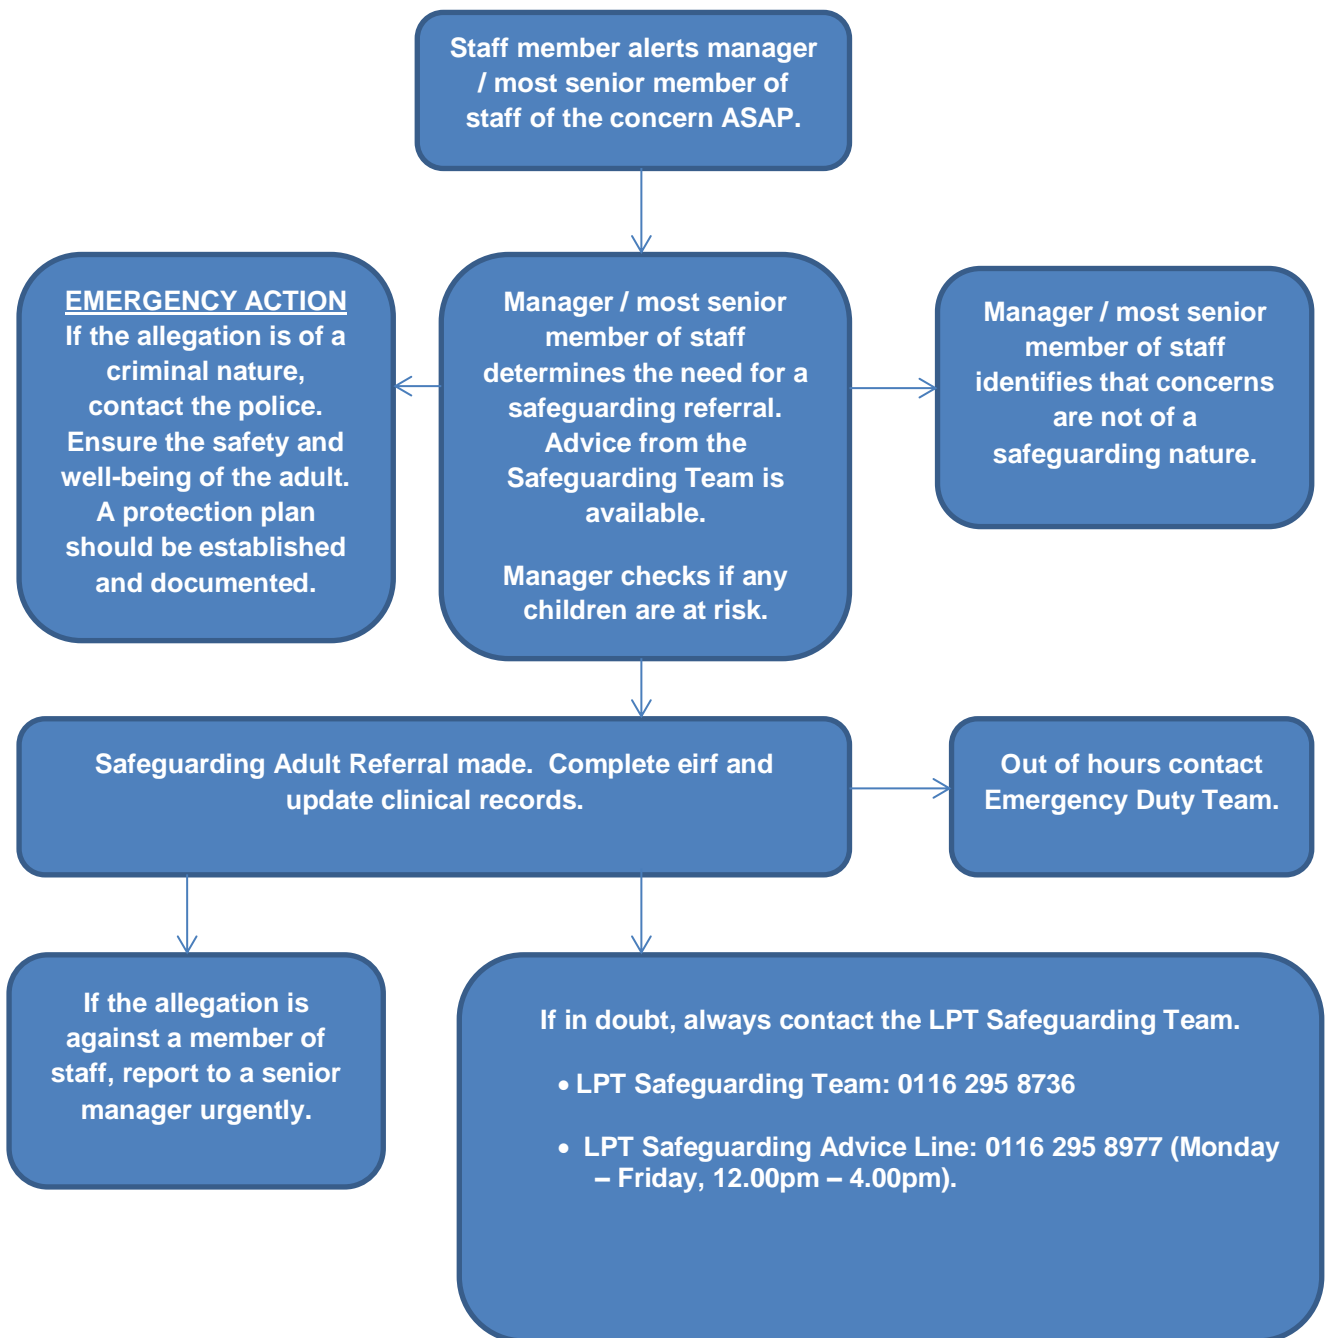 Staff member alerts manager
/ most senior member of
staff of the concern ASAP.
EMERGENCY ACTION
If the allegation is of a
criminal nature,
contact the police.
Ensure the safety and
well-being of the adult.
A protection plan
should be established
and documented.
Manager / most senior
member of staff
determines the need for a
safeguarding referral.
Advice from the
Safeguarding Team is
available.
Manager checks if any
children are at risk.
Manager / most senior
member of staff
identifies that concerns
are not of a
safeguarding nature.
Safeguarding Adult Referral made.  Complete eirf and
update clinical records.
Out of hours contact
Emergency Duty Team.
If the allegation is
against a member of
staff, report to a senior
manager urgently.
If in doubt, always contact the LPT Safeguarding Team.
• LPT Safeguarding Team: 0116 295 8736
• LPT Safeguarding Advice Line: 0116 295 8977 (Monday
– Friday, 12.00pm – 4.00pm).